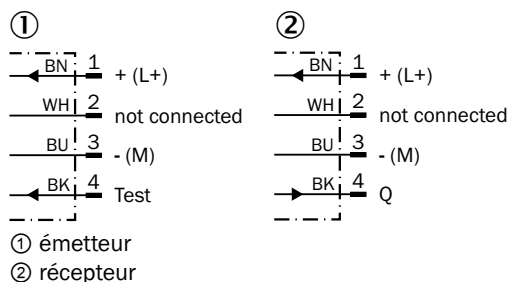 ① ②
BN 1 + (L+) BN 1 + (L+)
WH 2 not connected WH 2 not connected
BU 3 - (M) BU 3 - (M)
BK 4 Test BK 4 Q
① émetteur
② récepteur